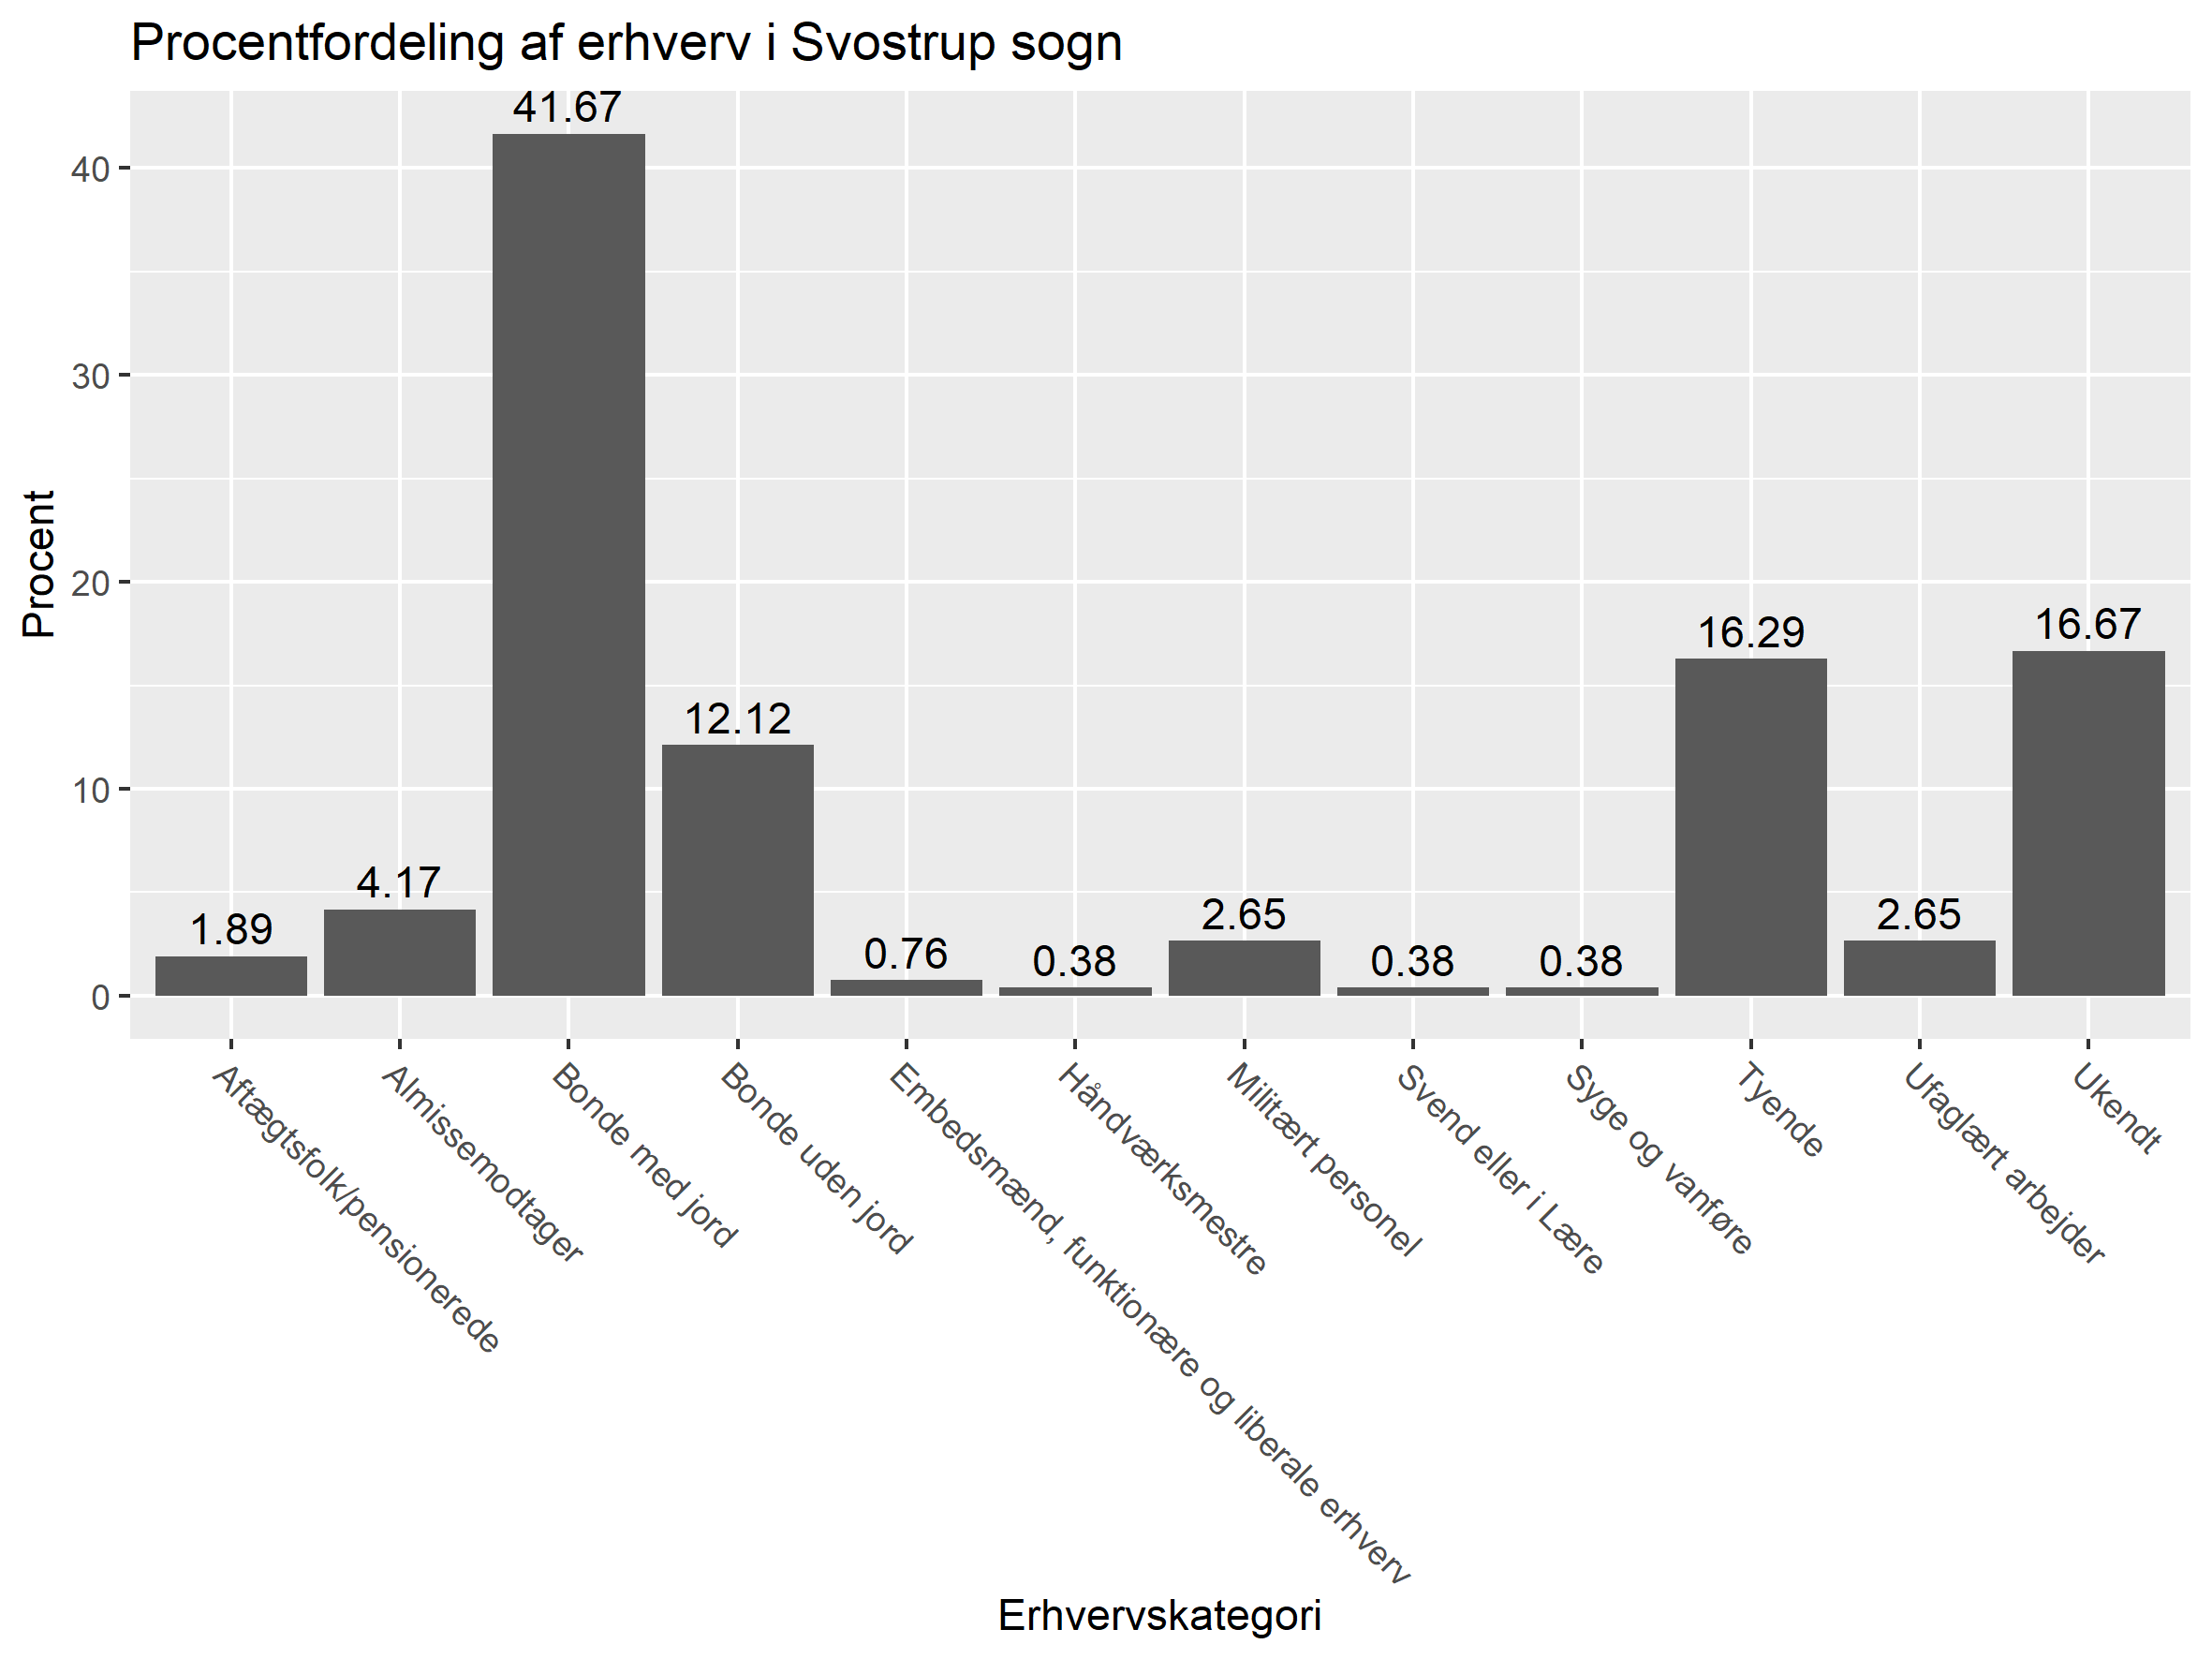 Procentfordeling af erhverv i Svostrup sogn
Procent
40
30
20
10
0
1.89
4.17
41.67
12.12
0.76
0.38
2.65
0.38
0.38
16.29
2.65
16.67
Aftægtsfolk/pensionerede
Almissemodtager
Bonde med jord
Bonde uden jord
Embedsmænd, funktionære og liberale erhverv
Håndværksmestre
Militært personel
Svend eller i Lære
Syge og vanføre
Tyende
Ufaglært arbejder
Ukendt
Erhvervskategori